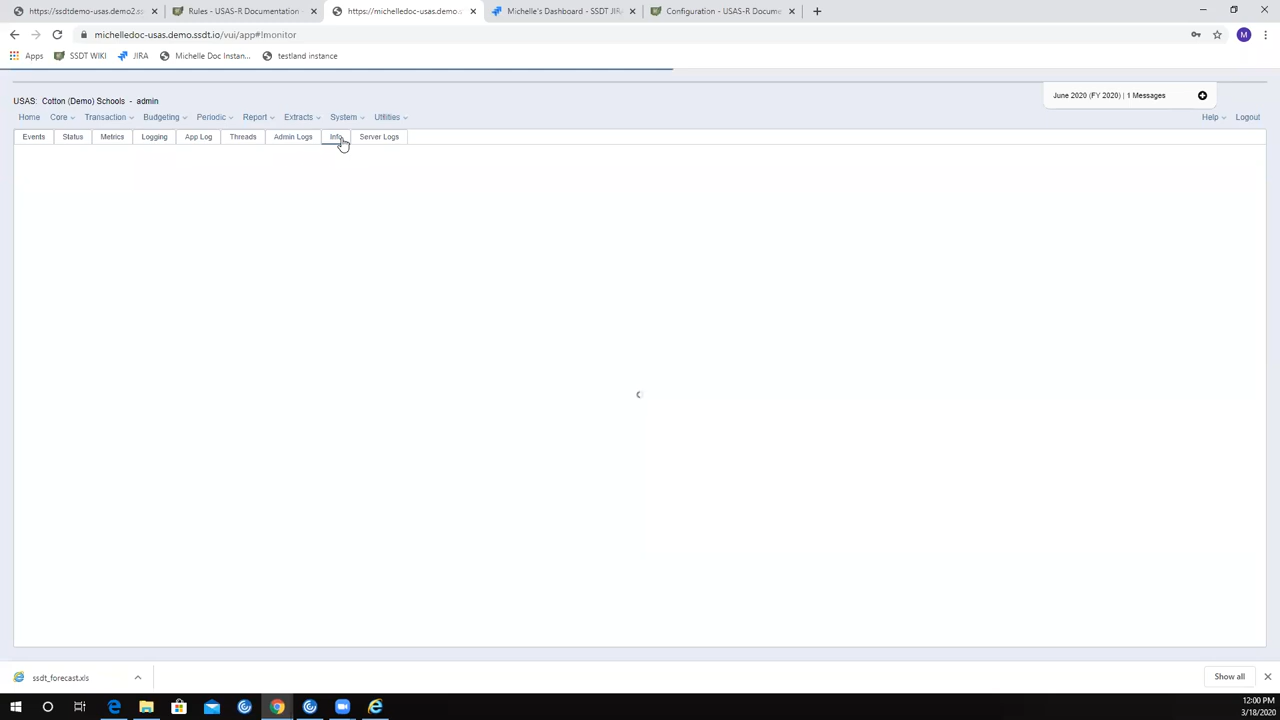 https://ssdtdemo-usas.demo2.ss
Rules - USAS-R Documentation
https://michelledoc-usas.demo.
Michelle's Dashboard - SSDT JIR
Configuration - USAS-R Docume
michelledoc-usas.demo.ssdt.io/vui/app#!monitor
M
Apps
SSDT WIKI
JIRA
Michelle Doc Instan...
testland instance
June 2020 (FY 2020) | 1 Messages
USAS: Cotton (Demo) Schools - admin
Home Core Transaction Budgeting Periodic Report Extracts System Utilities Help Logout
Events Status Metrics Logging App Log Threads Admin Logs Info Server Logs
ssdt_forecast.xls
Show all
12:00 PM
3/18/2020